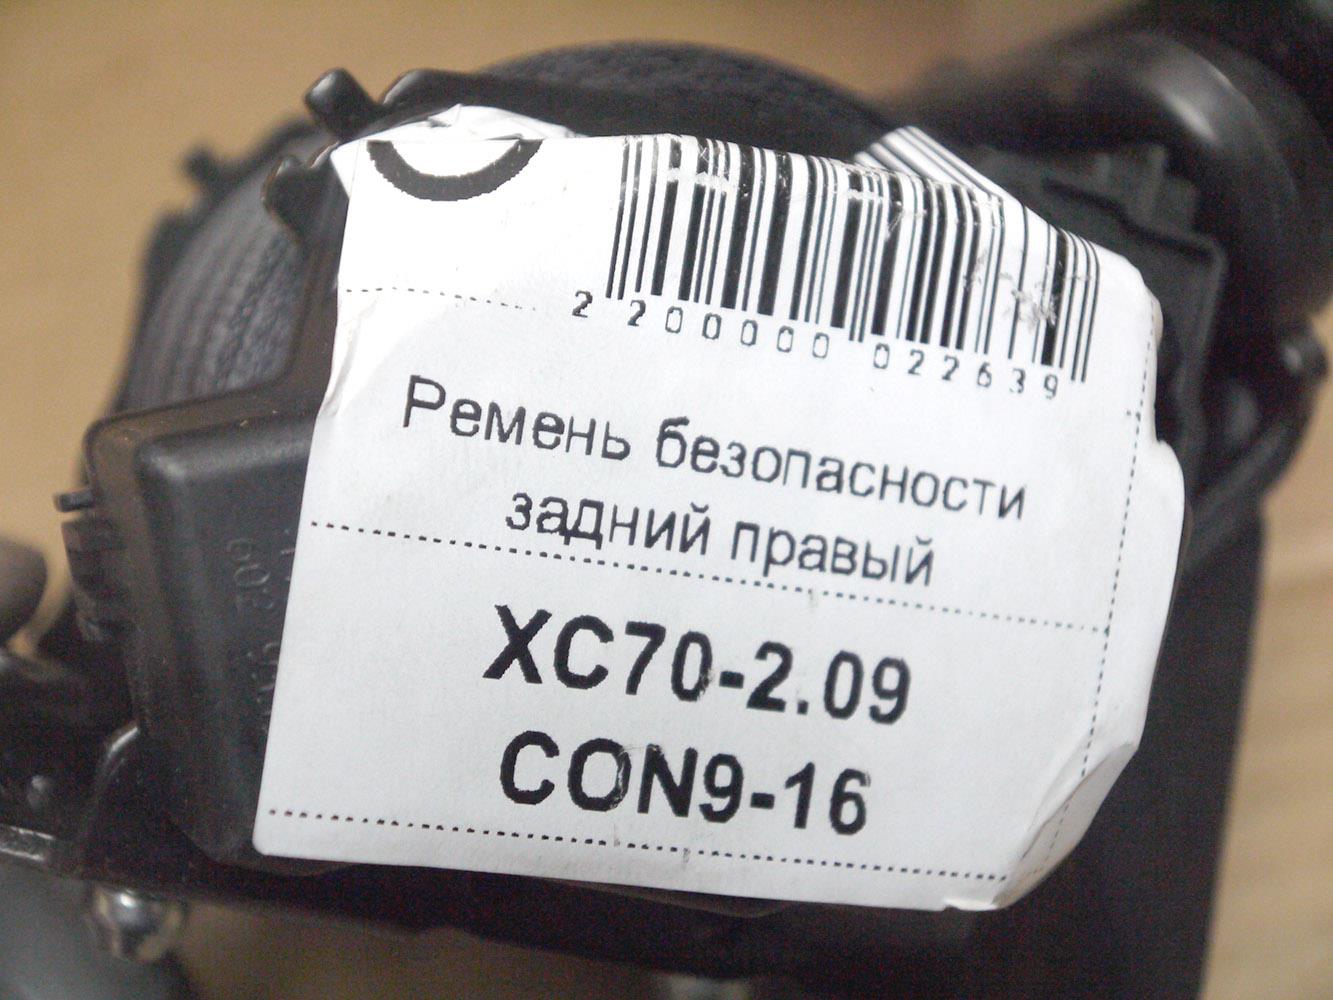 2 200000 022639
Ремень безопасности
задний правый
XC70-2.09
CON9-16